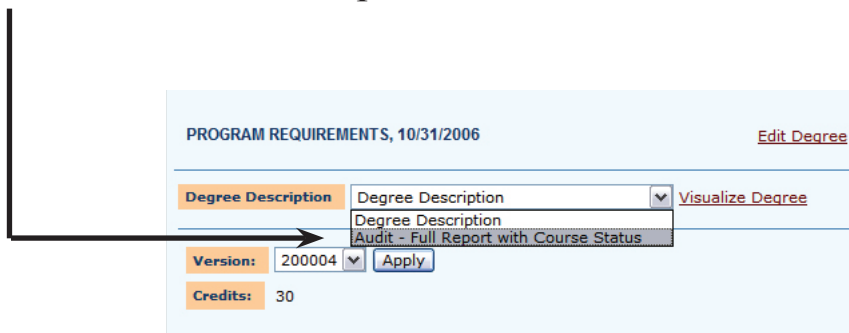 PROGRAM REQUIREMENTS, 10/31/2006 Edit Degree
Degree Description Degree Description Visualize Degree
Degree Description
Audit - Full Report with Course Status
Version: 200004 Apply
Credits: 30